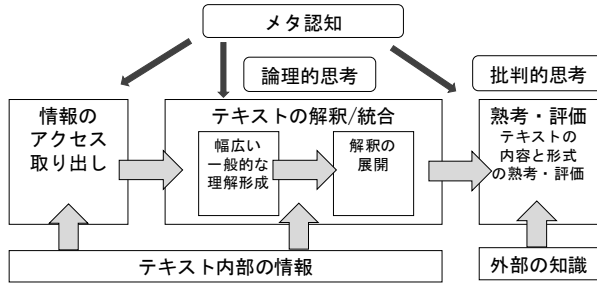 メタ認知
論理的思考
批判的思考
情報の
アクセス
取り出し
テキストの解釈/統合
幅広い
一般的な
理解形成
解釈の
展開
熟考・評価
テキストの
内容と形式
の熟考・評価
テキスト内部の情報
外部の知識